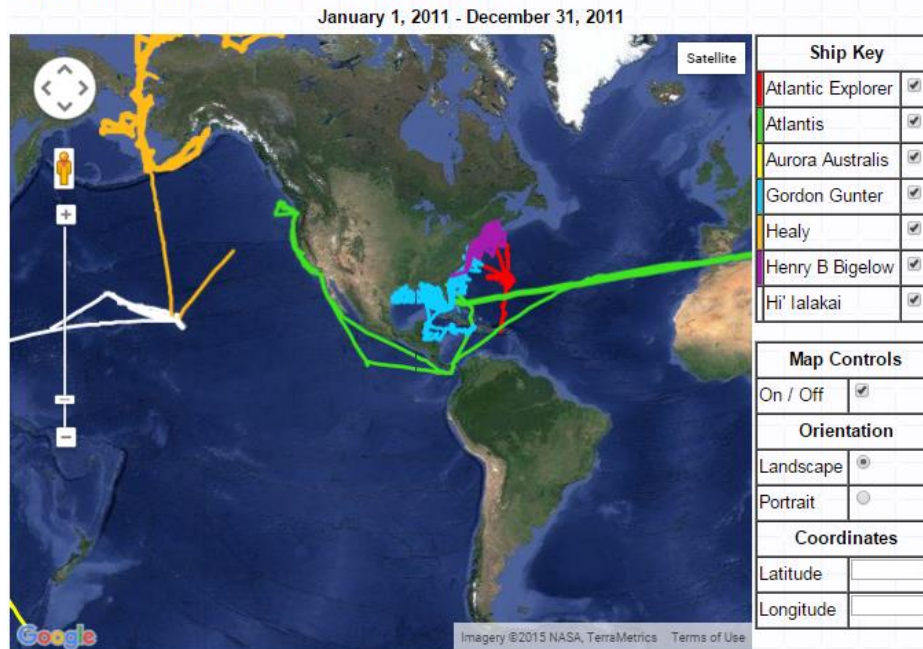 January 1, 2011 - December 31, 2011
Satellite
Ship Key
Atlantic Explorer
Atlantis
Aurora Australis
Gordon Gunter
Healy
Henry B Bigelow
Hi' Ialakai
Map Controls
On / Off
Orientation
Landscape
Portrait
Coordinates
Latitude
Longitude
Google
Imagery ©2015 NASA, TerraMetrics Terms of Use